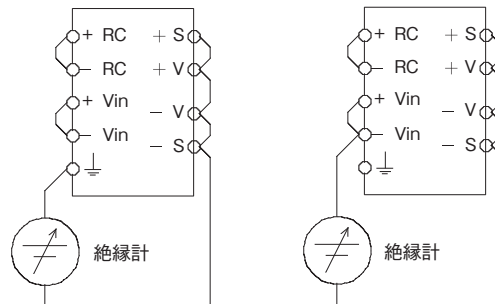 + RC + S
− RC + V
+ Vin − V
− Vin − S
絶縁計
+ RC + S
− RC + V
+ Vin − V
− Vin − S
絶縁計